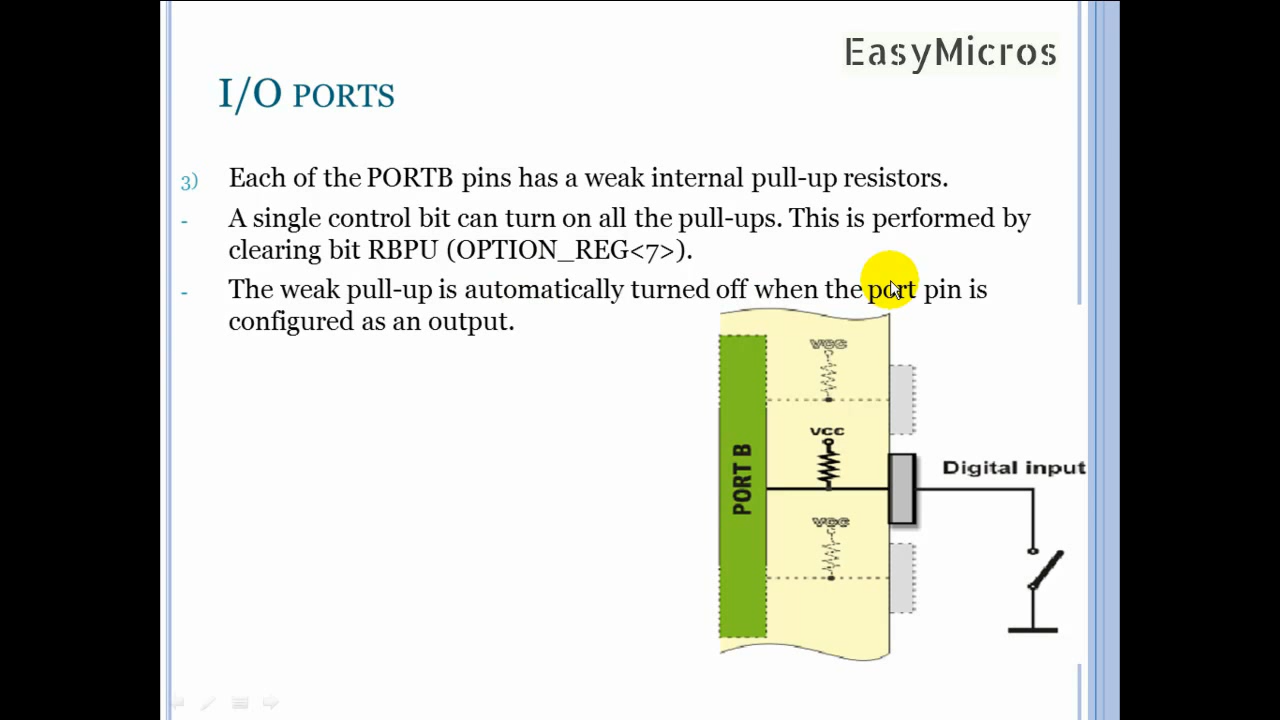 EasyMicros
I/O PORTS
3) Each of the PORTB pins has a weak internal pull-up resistors.
- A single control bit can turn on all the pull-ups. This is performed by
clearing bit RBPU (OPTION_REG<7>).
- The weak pull-up is automatically turned off when the port pin is
configured as an output.
vcc
vcc
Digital input
PORT B
vcc